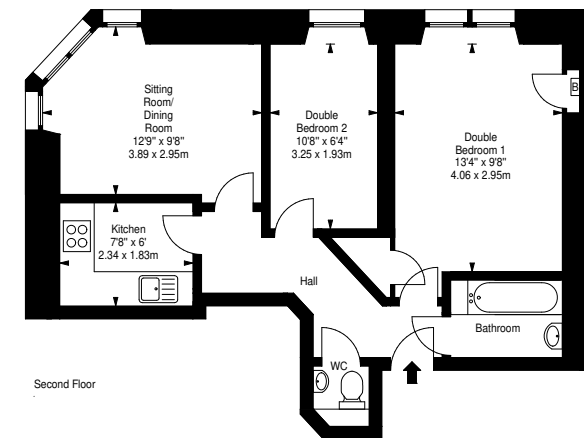 Sitting
Room/
Dining
Room
12'9" x 9'8"
3.89 x 2.95m
Double
Bedroom 2
10'8" x 6'4"
3.25 x 1.93m
Double
Bedroom 1
13'4" x 9'8"
4.06 x 2.95m
B
Kitchen
7'8" x 6'
2.34 x 1.83m
Hall
Bathroom
WC
Second Floor